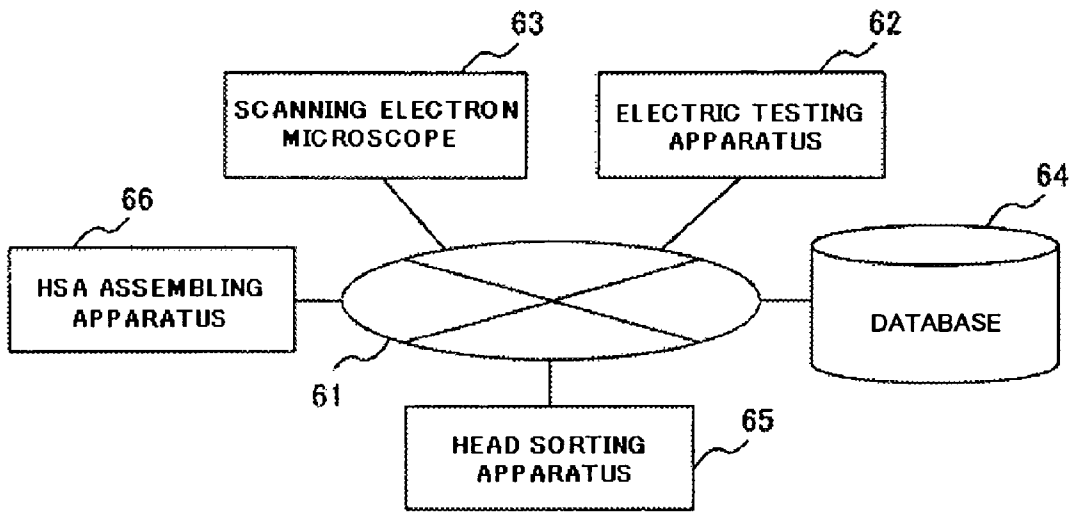 63
62
SCANNING ELECTRON
MICROSCOPE
ELECTRIC TESTING
APPARATUS
66
64
HSA ASSEMBLING
APPARATUS
DATABASE
61
HEAD SORTING
APPARATUS
65